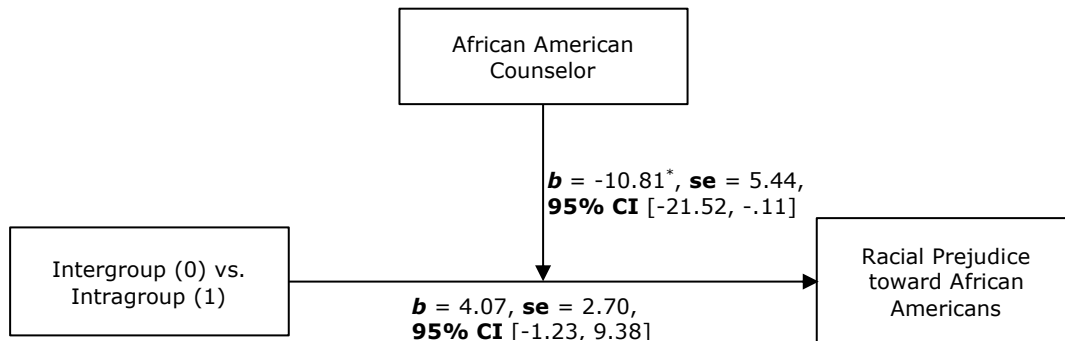 African American
Counselor
b = -10.81*, se = 5.44,
95% CI [-21.52, -.11]
Intergroup (0) vs.
Intragroup (1)
Racial Prejudice
toward African
Americans
b = 4.07, se = 2.70,
95% CI [-1.23, 9.38]